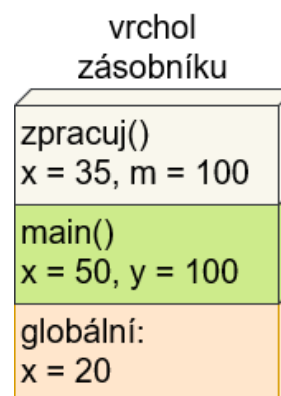 vrchol
zásobníku
zpracuj()
x = 35, m = 100
main()
x = 50, y = 100
globální:
x = 20